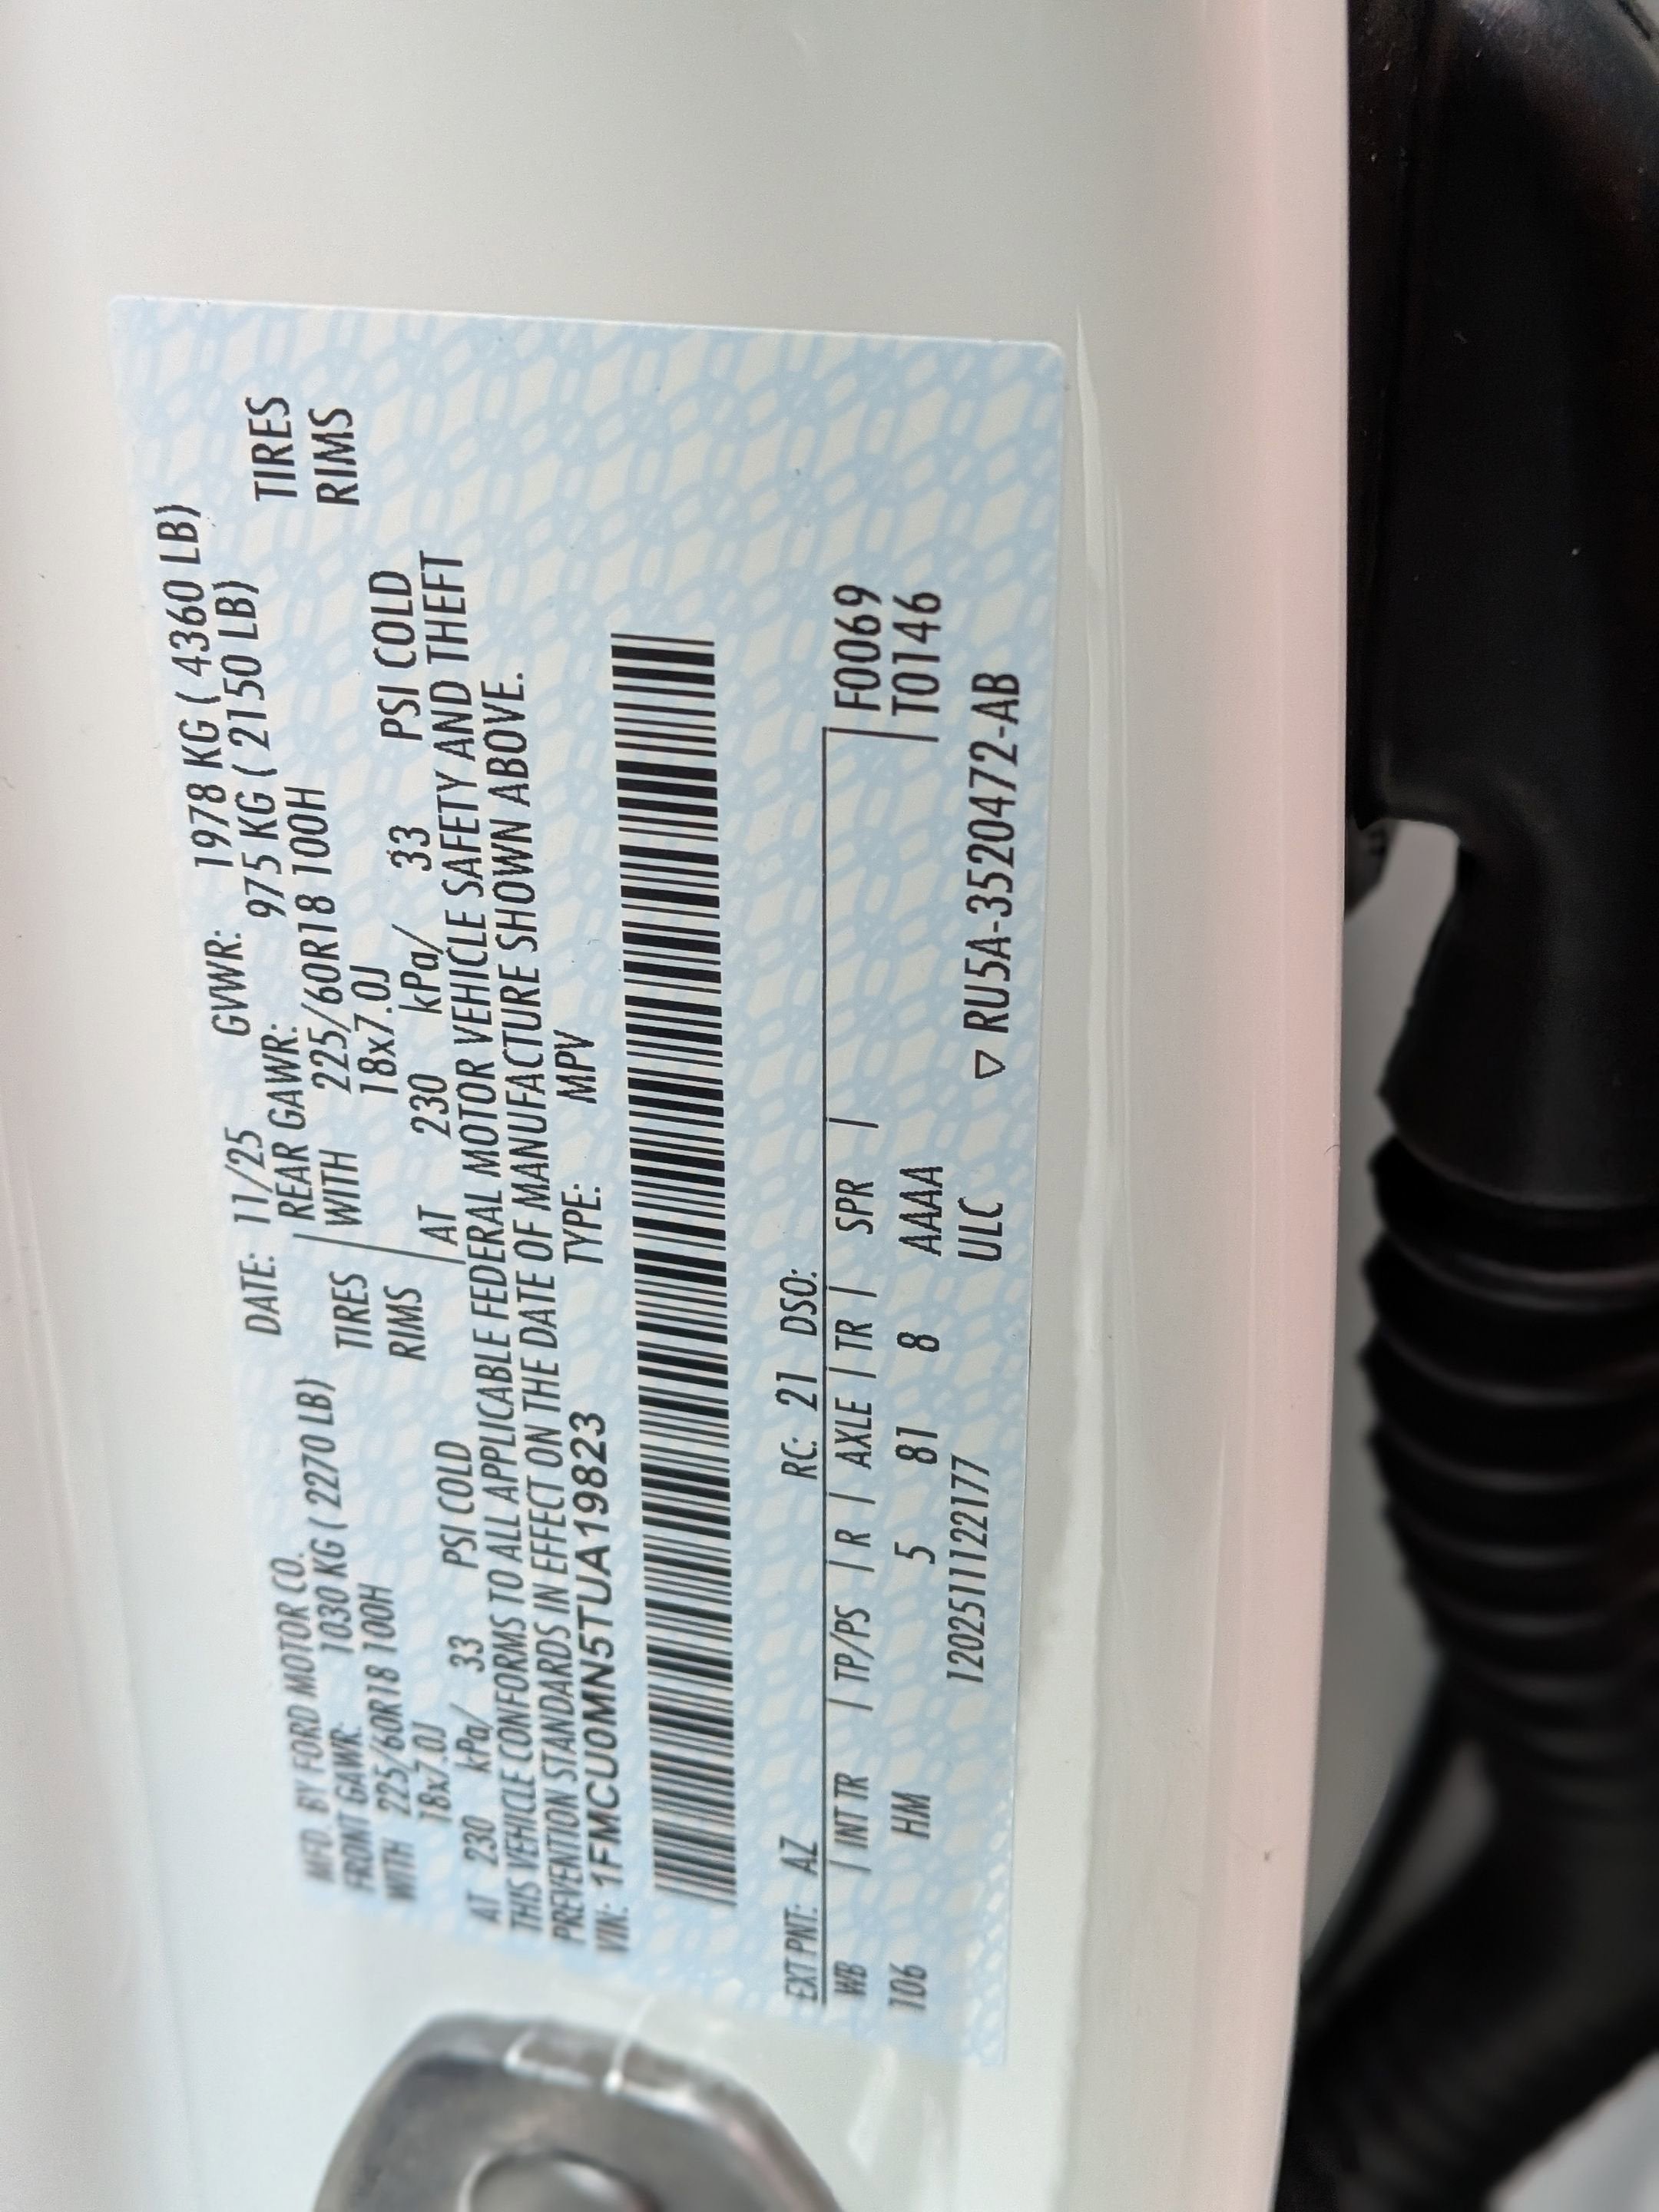 MFD. BY FORD MOTOR CO. DATE: 11/25 GVWR: 1978 KG ( 4360 LB)
FRONT GAWR: 1030 KG ( 2270 LB) REAR GAWR: 975 KG ( 2150 LB)
WITH 225/60R18 100H TIRES WITH 225/60R18 100H TIRES
18x7.0J RIMS 18x7.0J RIMS
AT 230 kPa/ 33 PSI COLD AT 230 kPa/ 33 PSI COLD
THIS VEHICLE CONFORMS TO ALL APPLICABLE FEDERAL MOTOR VEHICLE SAFETY AND THEFT
PREVENTION STANDARDS IN EFFECT ON THE DATE OF MANUFACTURE SHOWN ABOVE.
VIN: 1FMCU0MN5TUA19823 TYPE: MPV
EXT PNT: AZ RC: 21 DSO:
WB | INT TR | TP/PS | R | AXLE | TR | SPR | F0069
106 HM 5 81 8 AAAA T0146
12025111122177 ULC ▽ RU5A-3520472-AB